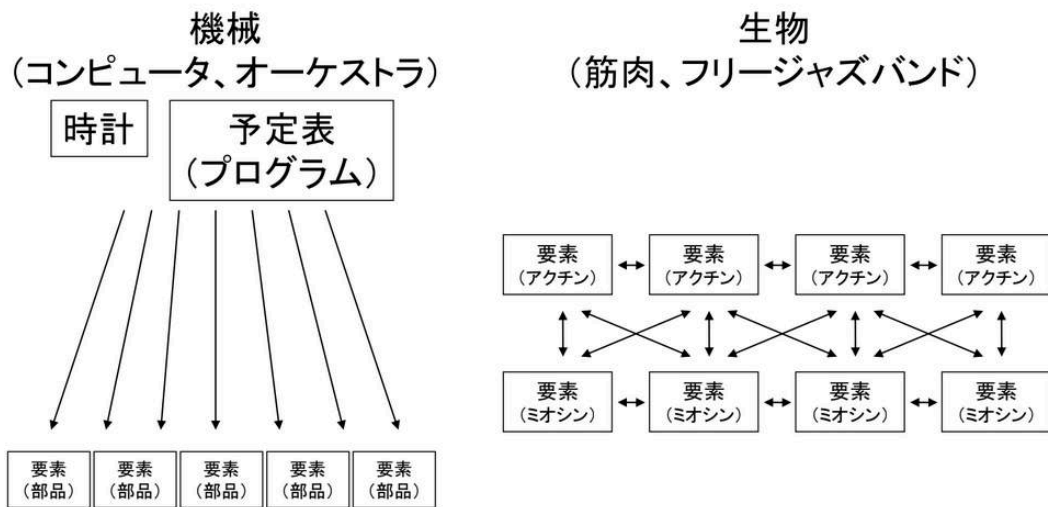 機械
(コンピュータ、オーケストラ)
時計
予定表
(プログラム)
要素
(部品)
要素
(部品)
要素
(部品)
要素
(部品)
要素
(部品)
生物
(筋肉、フリージャズバンド)
要素
(アクチン)
要素
(アクチン)
要素
(アクチン)
要素
(アクチン)
要素
(ミオシン)
要素
(ミオシン)
要素
(ミオシン)
要素
(ミオシン)